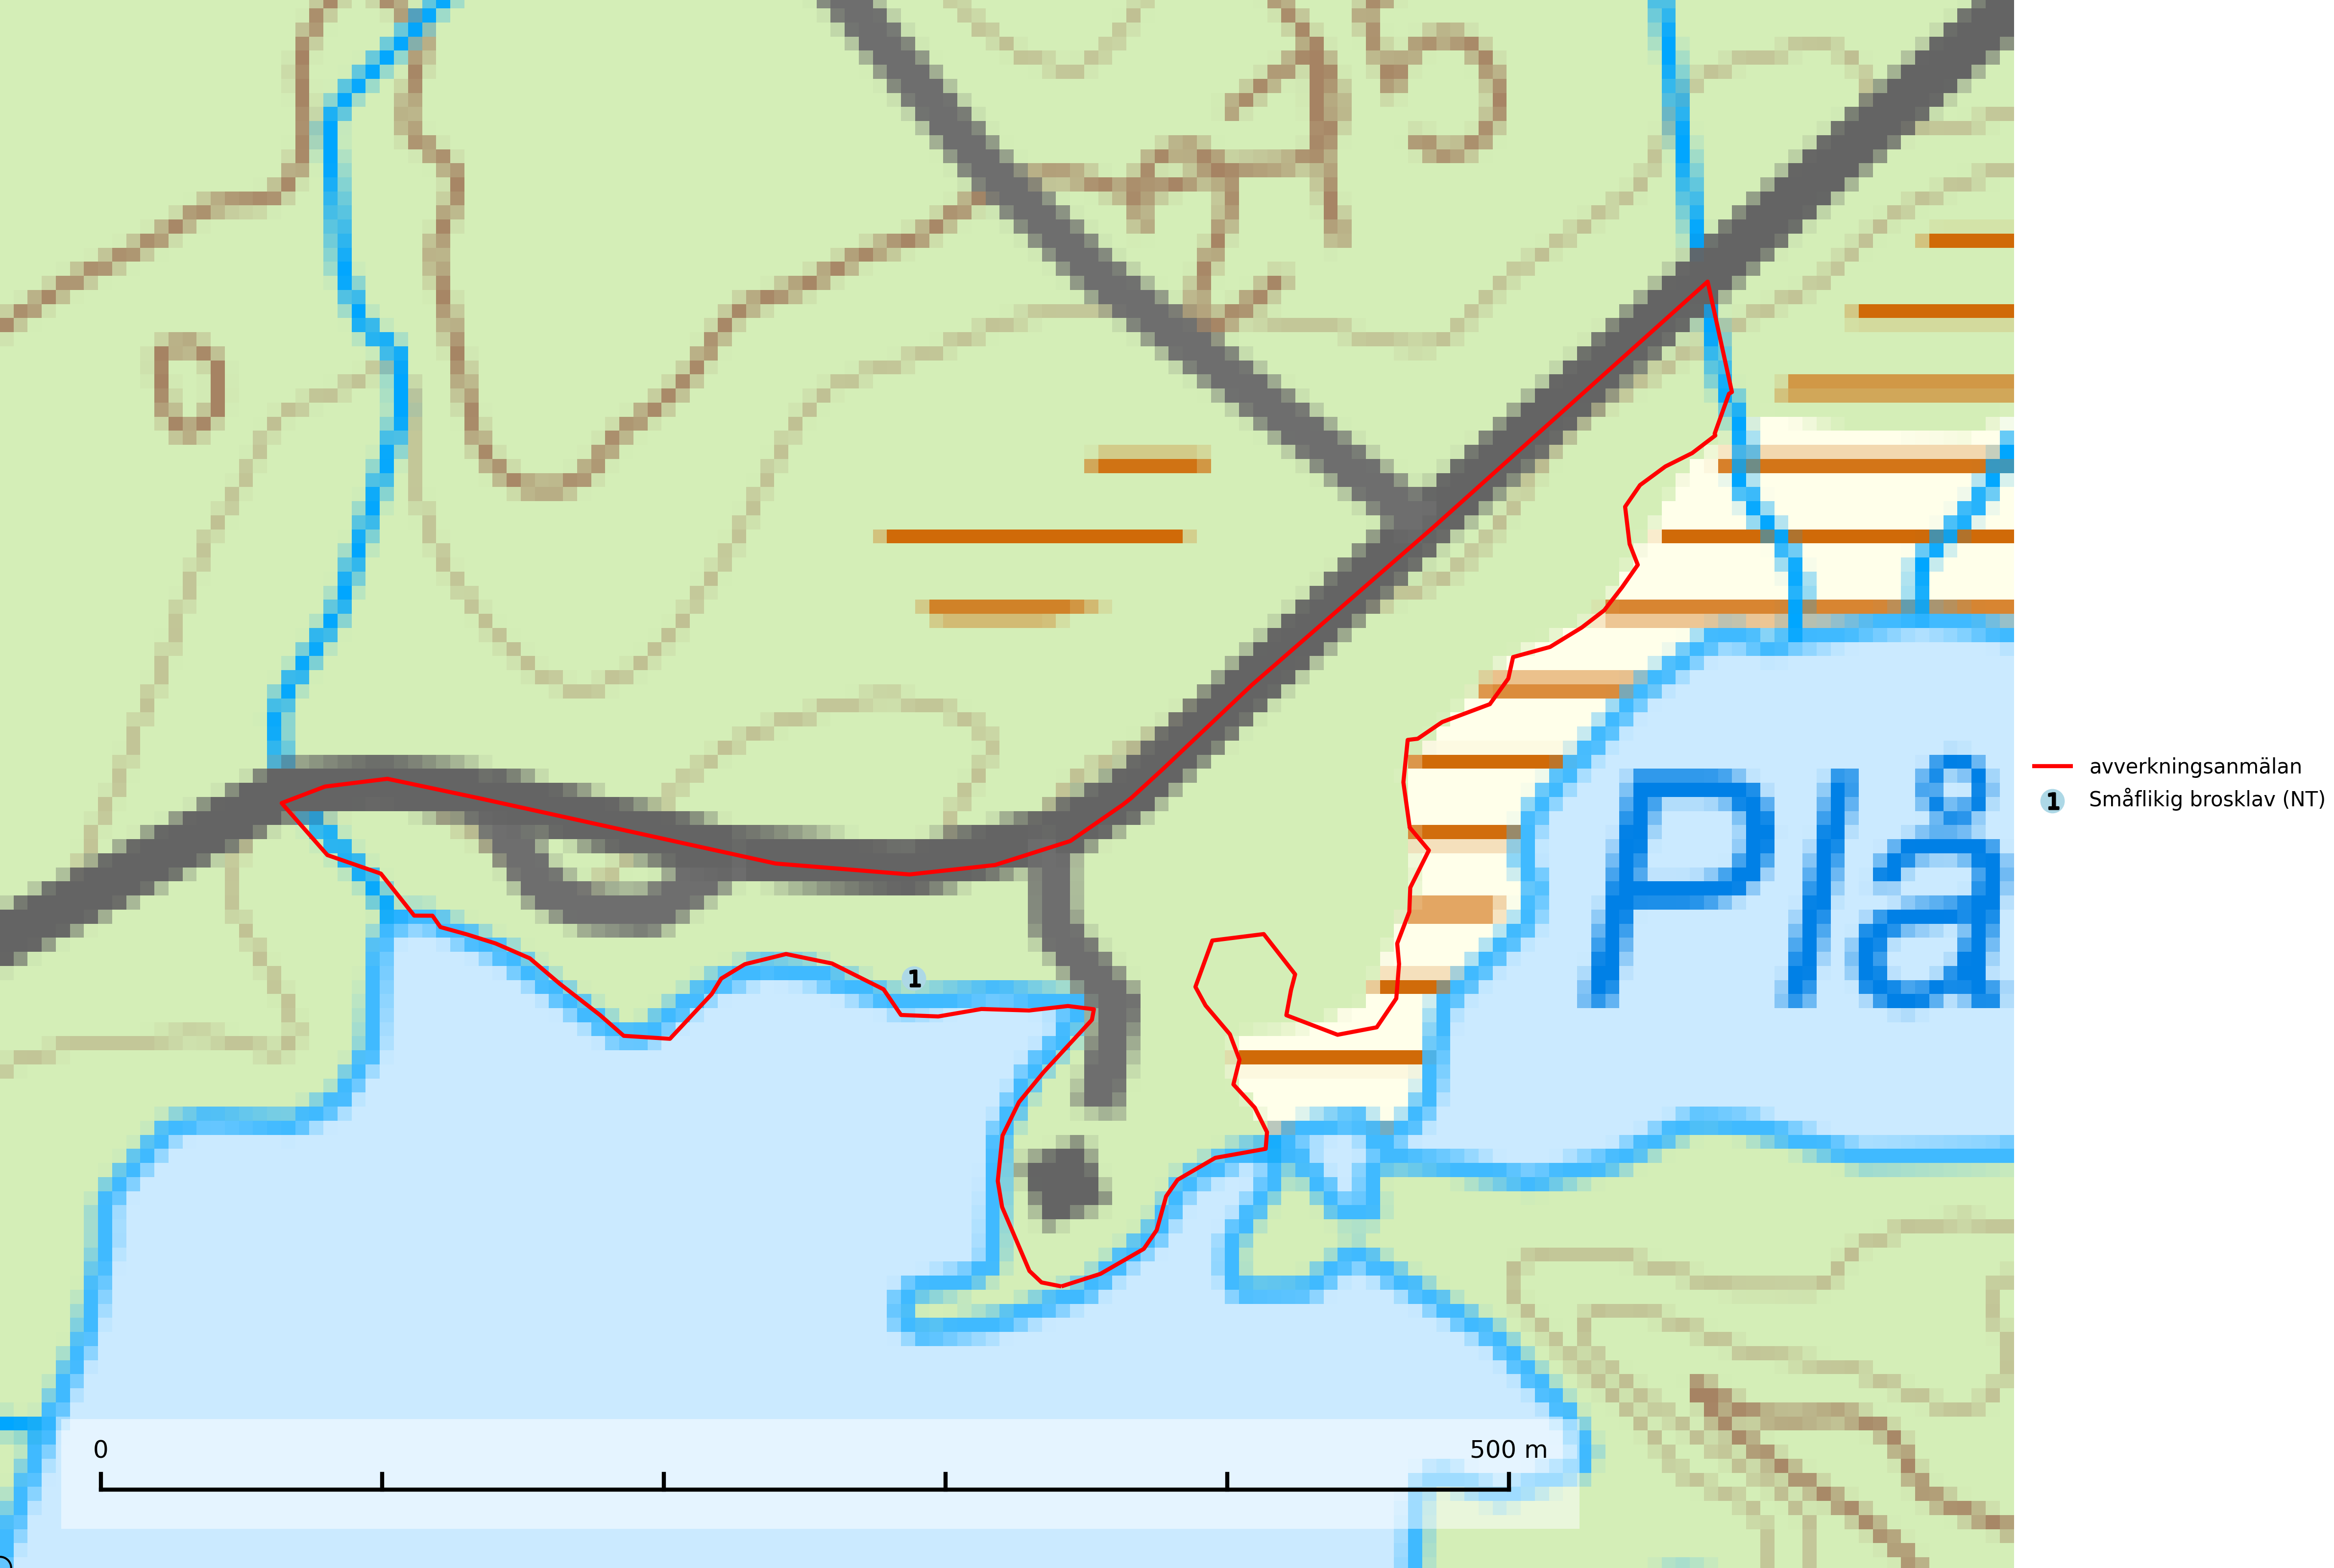 1
Plå
avverkningsanmälan
1 Småflikig brosklav (NT)
0 500 m